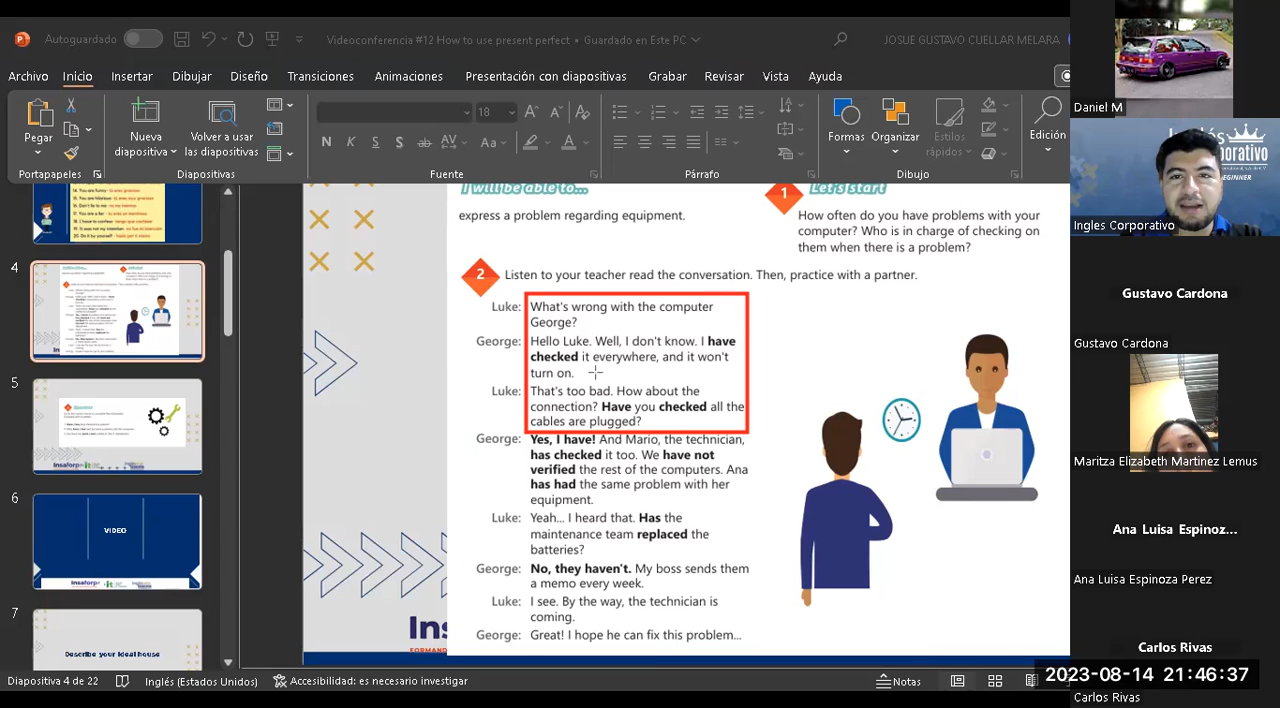 Autoguardado
Videoconferencia #12 How to use present perfect • Guardado en Este PC
JOSUE GUSTAVO CUELLAR MELARA
Archivo Inicio Insertar Dibujar Diseño Transiciones Animaciones Presentación con diapositivas Grabar Revisar Vista Ayuda
18
Pegar
Nueva diapositiva
Volver a usar las diapositivas
N K S S ab AV Aa A
Formas
Organizar
Estilos rápidos
Edición
Portapapeles
Diapositivas
Fuente
Párrafo
Dibujo
4
5
6
VIDEO
7
Describe your ideal house
I will be able to...
express a problem regarding equipment.
1
Let's start
How often do you have problems with your
computer? Who is in charge of checking on
them when there is a problem?
2
Listen to your teacher read the conversation. Then, practice with a partner.
Luke: What's wrong with the computer
George?
George: Hello Luke. Well, I don't know. I have
checked it everywhere, and it won't
turn on.
Luke: That's too bad. How about the
connection? Have you checked all the
cables are plugged?
George: Yes, I have! And Mario, the technician,
has checked it too. We have not
verified the rest of the computers. Ana
has had the same problem with her
equipment.
Luke: Yeah... I heard that. Has the
maintenance team replaced the
batteries?
George: No, they haven't. My boss sends them
a memo every week.
Luke: I see. By the way, the technician is
coming.
George: Great! I hope he can fix this problem...
Diapositiva 4 de 22
Inglés (Estados Unidos)
Accesibilidad: es necesario investigar
Notas
Daniel M
Ingles Corporativo
Gustavo Cardona
Gustavo Cardona
Maritza Elizabeth Martinez Lemus
Ana Luisa Espinoz...
Ana Luisa Espinoza Perez
Carlos Rivas
2023-08-14 21:46:37
Carlos Rivas